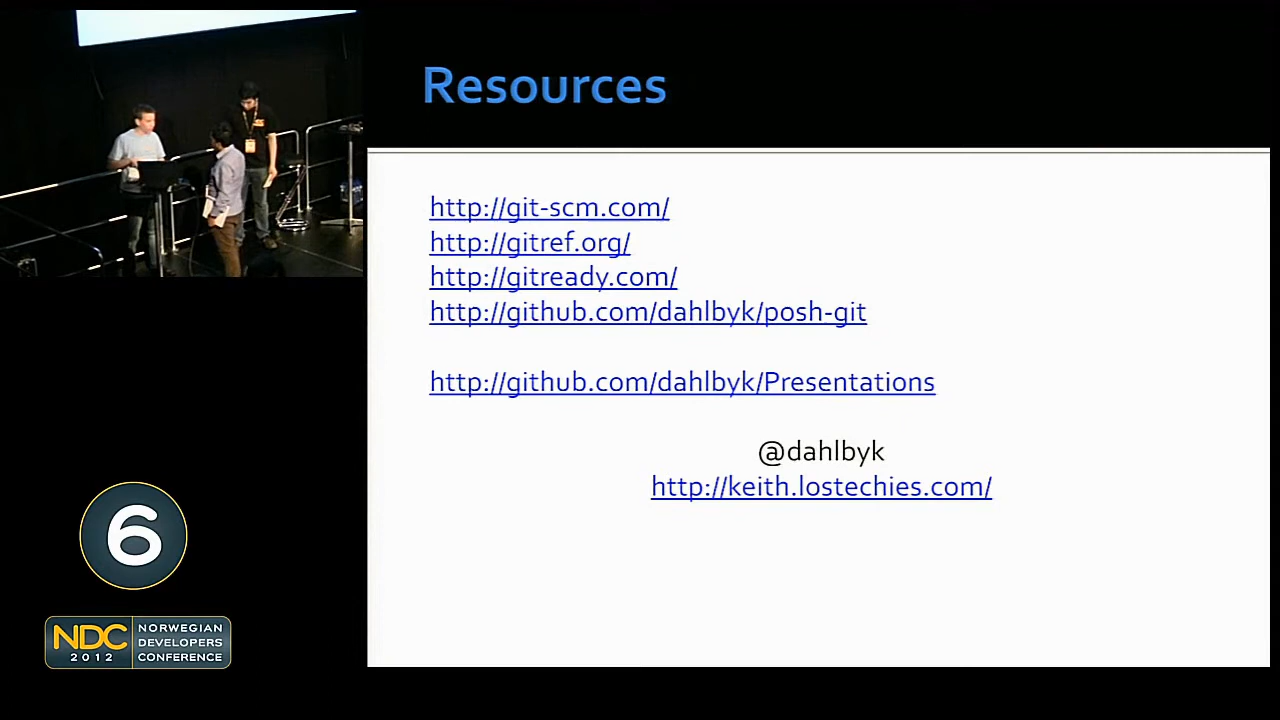 Resources
http://git-scm.com/
http://gitref.org/
http://gitready.com/
http://github.com/dahlbyk/posh-git
http://github.com/dahlbyk/Presentations
@dahlbyk
http://keith.lostechies.com/
6
NDC
2012
NORWEGIAN
DEVELOPERS
CONFERENCE